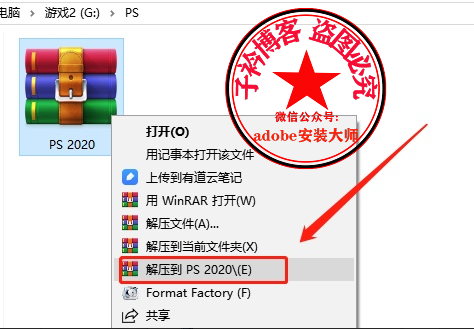 电脑 › 游戏2 (G:) › PS
PS 2020
子衿博客 盗图必究
微信公众号:
adobe安装大师
打开(O)
用记事本打开该文件
上传到有道云笔记
用 WinRAR 打开(W)
解压文件(A)...
解压到当前文件夹(X)
解压到 PS 2020\(E)
Format Factory (F)
共享